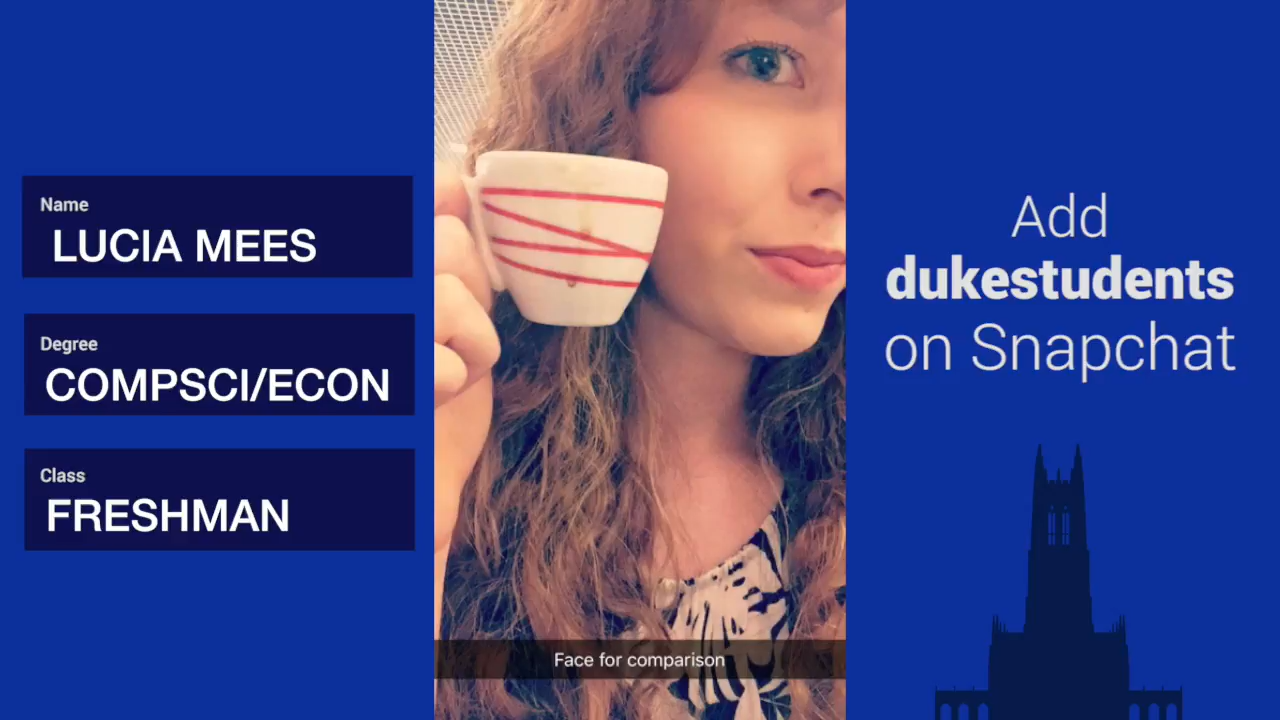 Name
LUCIA MEES
Degree
COMPSCI/ECON
Class
FRESHMAN
Face for comparison
Add
dukestudents
on Snapchat